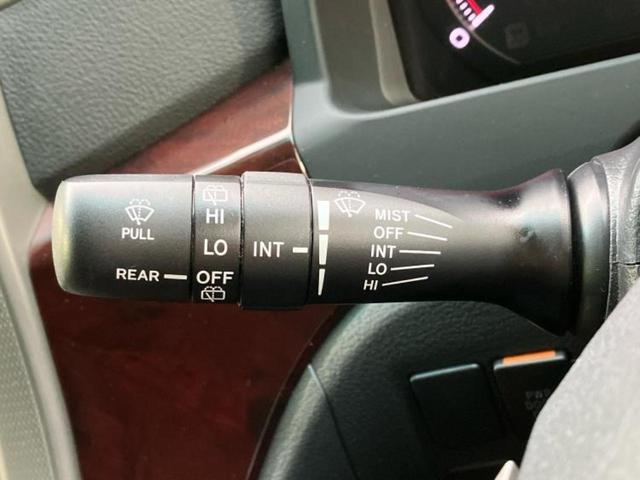 PULL
REAR
HI
LO
OFF
INT
MIST
OFF
INT
LO
HI